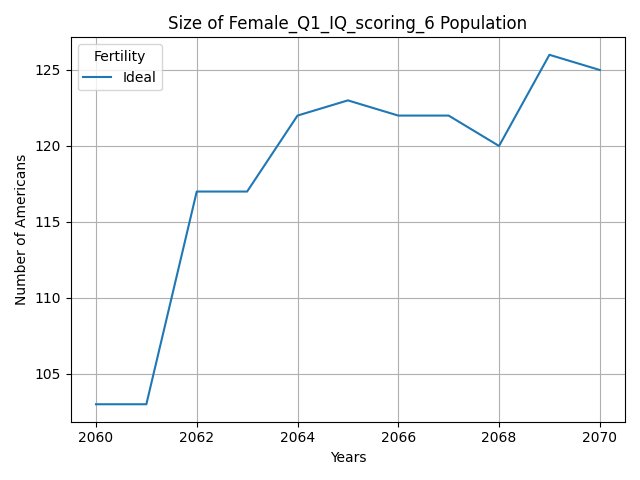 Size of Female_Q1_IQ_scoring_6 Population
Fertility
Ideal
125
120
115
110
105
Number of Americans
2060
2062
2064
2066
2068
2070
Years